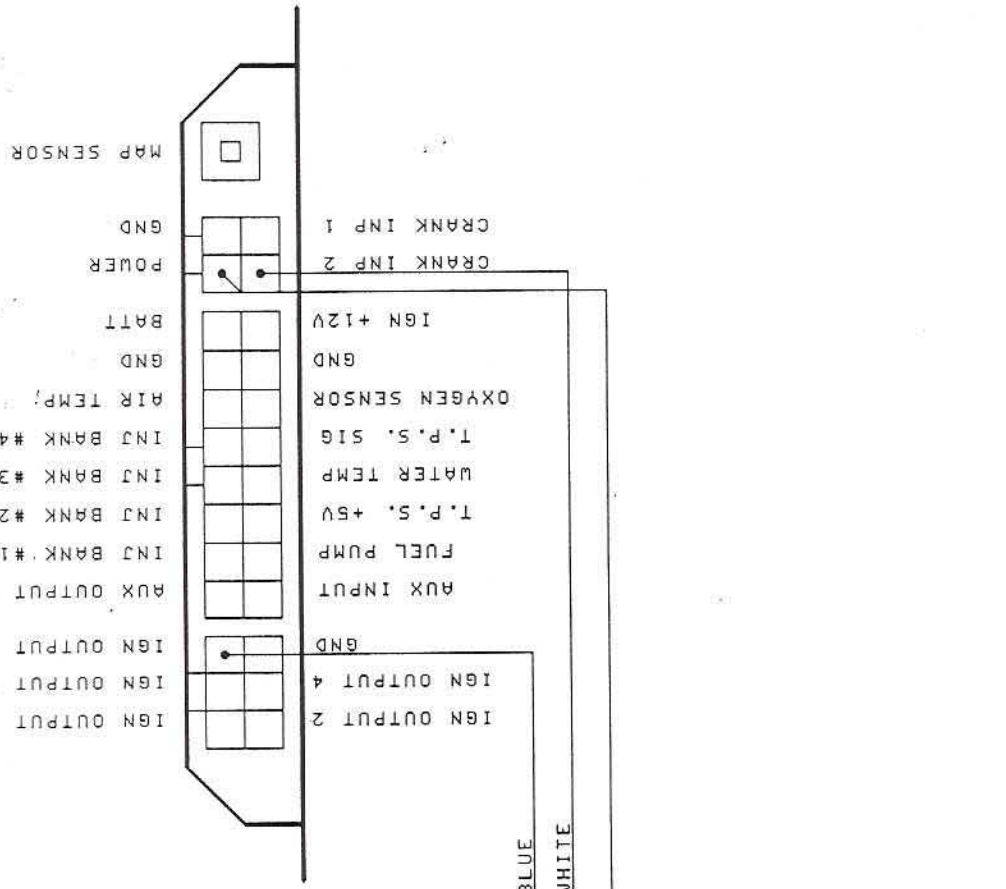 WHITE
BLUE
IGN OUTPUT 2
IGN OUTPUT
IGN OUTPUT 4
IGN OUTPUT
GND
IGN OUTPUT
AUX INPUT
AUX OUTPUT
FUEL PUMP
INJ BANK #1
T.P.S. +5V
INJ BANK #2
WATER TEMP
INJ BANK #3
T.P.S. SIG
INJ BANK #4
OXYGEN SENSOR
AIR TEMP.
GND
GND
IGN +12V
BATT
CRANK INP 2
POWER
CRANK INP 1
GND
MAP SENSOR